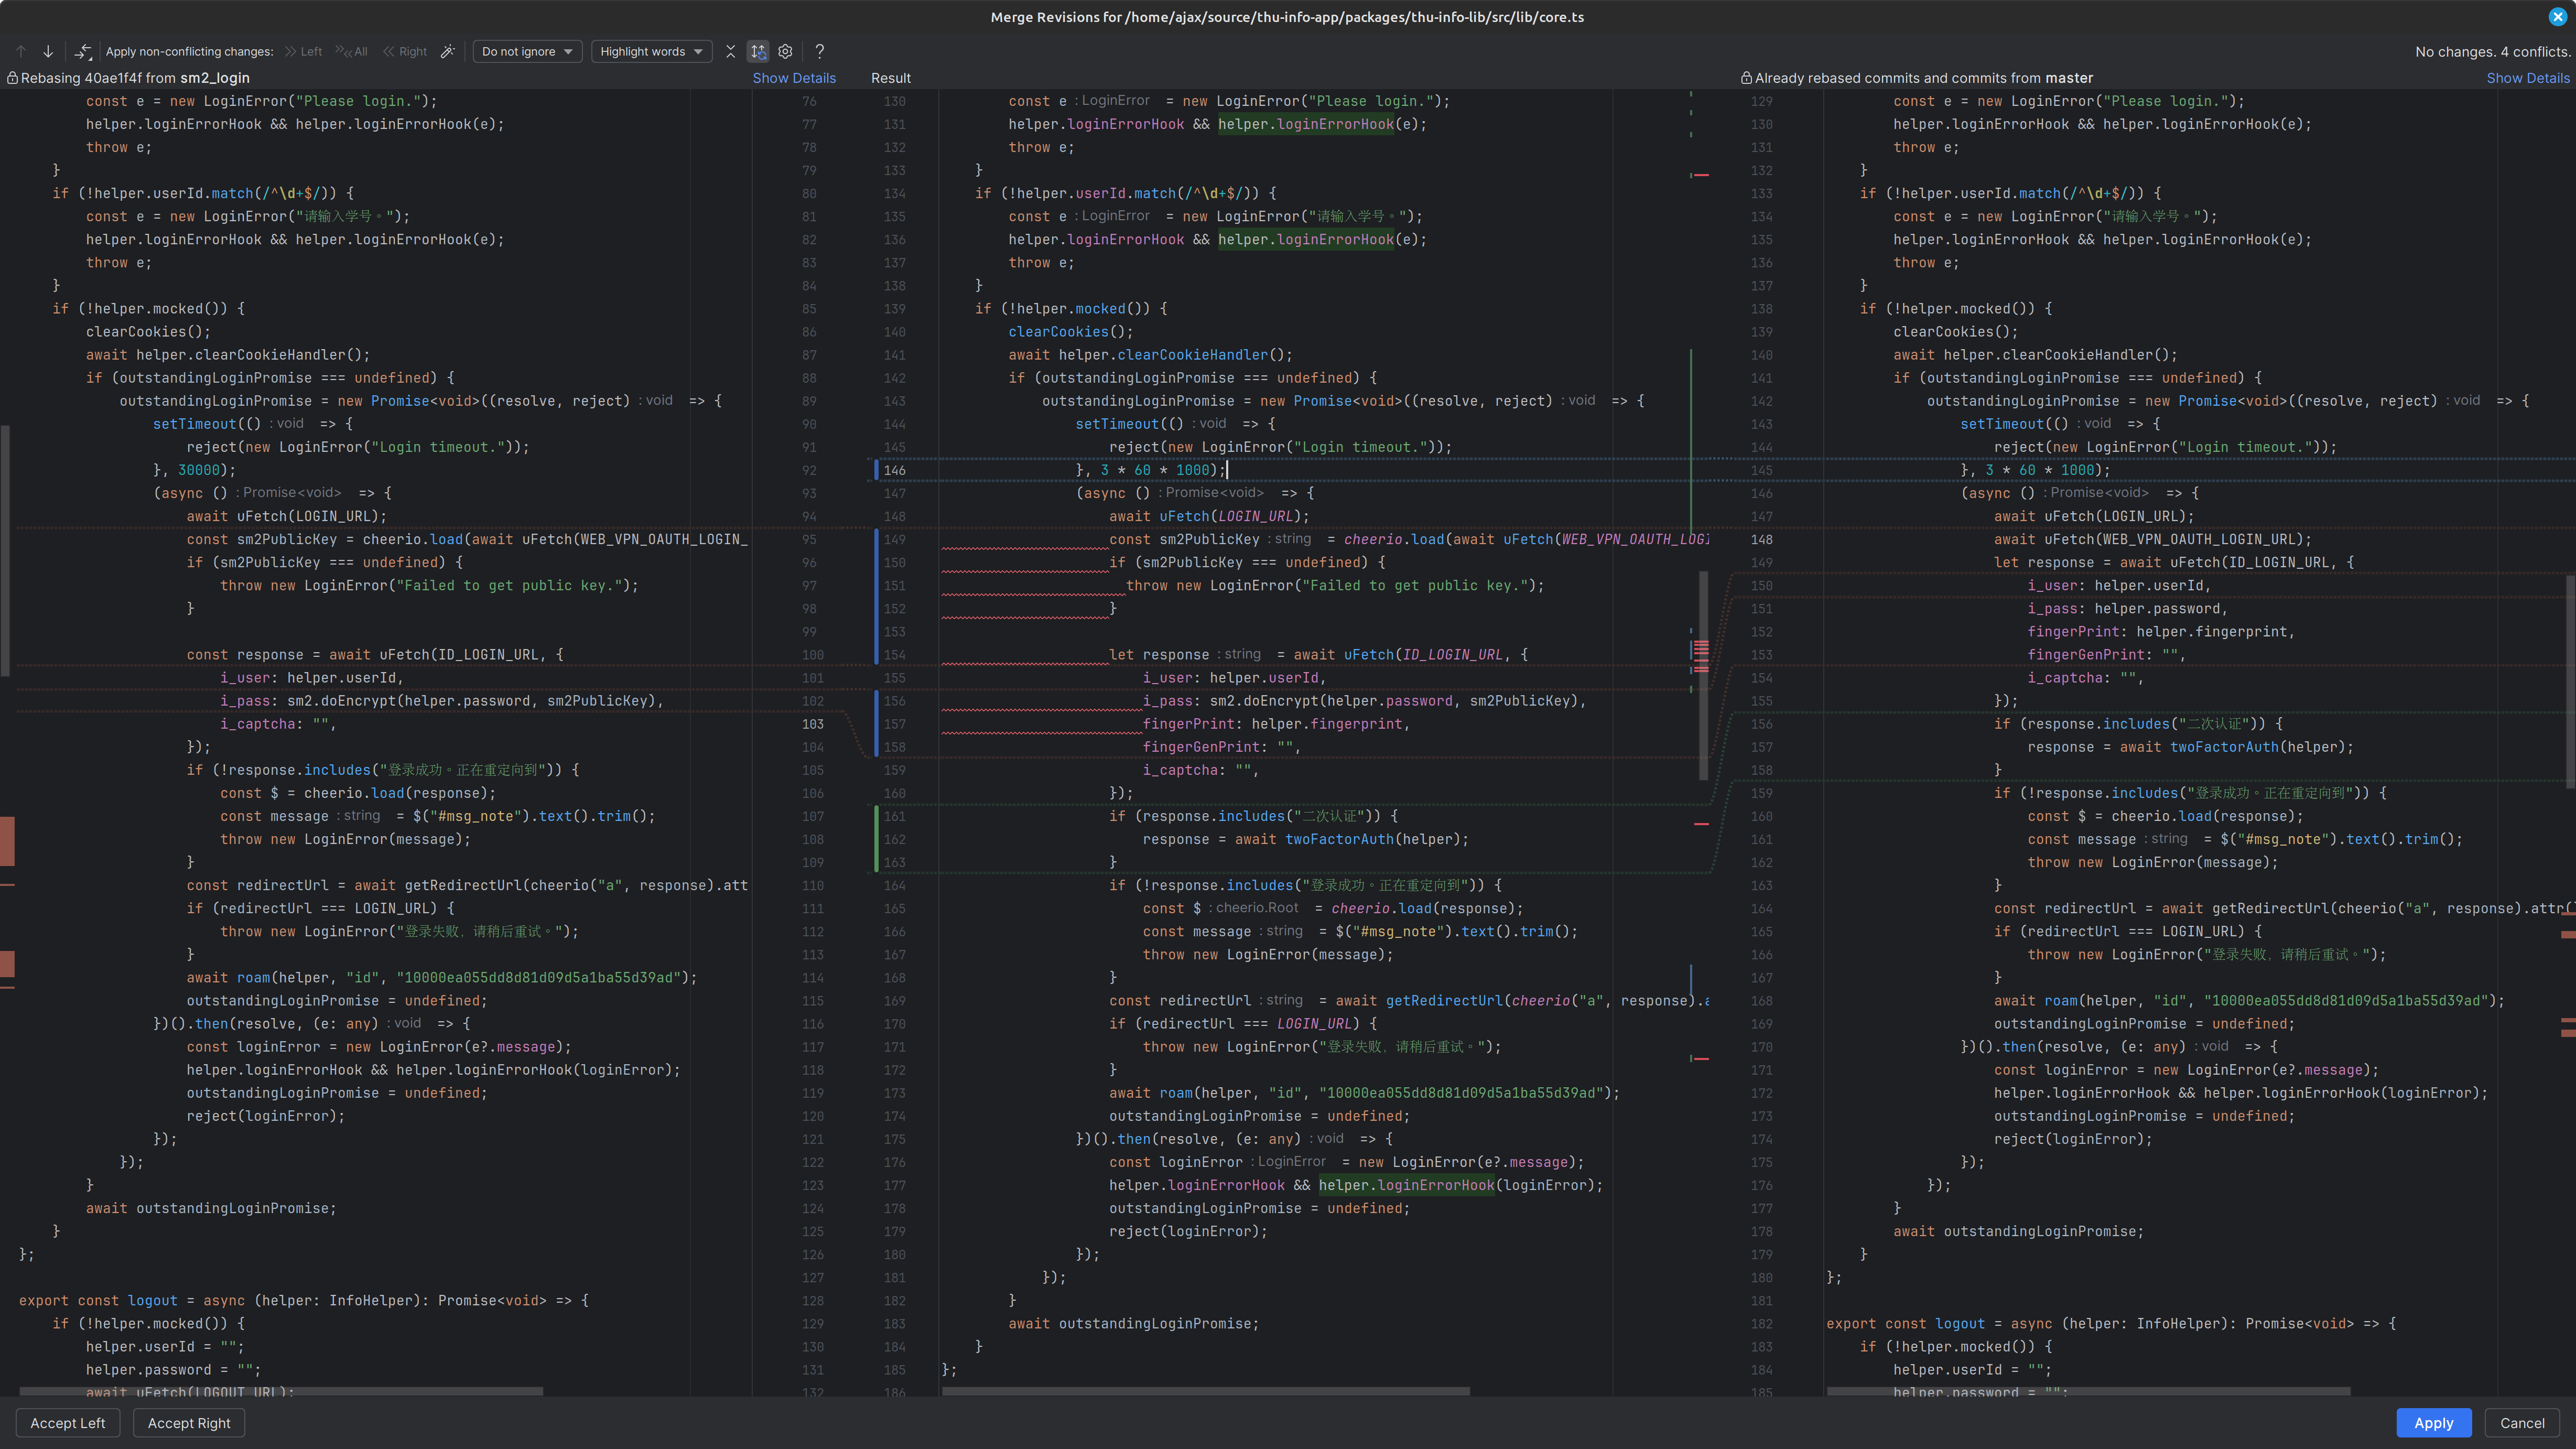 Merge Revisions for /home/ajax/source/thu-info-app/packages/thu-info-lib/src/lib/core.ts
Apply non-conflicting changes: Left All Right Do not ignore Highlight words ? No changes. 4 conflicts.
Rebasing 40ae1f4f from sm2_login Show Details
const e = new LoginError("Please login."); 76
helper.loginErrorHook && helper.loginErrorHook(e); 77
throw e; 78
} 79
if (!helper.userId.match(/^\d+$/)) { 80
const e = new LoginError("请输入学号。"); 81
helper.loginErrorHook && helper.loginErrorHook(e); 82
throw e; 83
} 84
if (!helper.mocked()) { 85
clearCookies(); 86
await helper.clearCookieHandler(); 87
if (outstandingLoginPromise === undefined) { 88
outstandingLoginPromise = new Promise<void>((resolve, reject) : void => { 89
setTimeout(() : void => { 90
reject(new LoginError("Login timeout.")); 91
}, 30000); 92
(async () : Promise<void> => { 93
await uFetch(LOGIN_URL); 94
const sm2PublicKey = cheerio.load(await uFetch(WEB_VPN_OAUTH_LOGIN_ 95
if (sm2PublicKey === undefined) { 96
throw new LoginError("Failed to get public key."); 97
} 98
99
const response = await uFetch(ID_LOGIN_URL, { 100
i_user: helper.userId, 101
i_pass: sm2.doEncrypt(helper.password, sm2PublicKey), 102
i_captcha: "", 103
}); 104
if (!response.includes("登录成功。正在重定向到")) { 105
const $ = cheerio.load(response); 106
const message : string = $("#msg_note").text().trim(); 107
throw new LoginError(message); 108
} 109
const redirectUrl = await getRedirectUrl(cheerio("a", response).att 110
if (redirectUrl === LOGIN_URL) { 111
throw new LoginError("登录失败，请稍后重试。"); 112
} 113
await roam(helper, "id", "10000ea055dd8d81d09d5a1ba55d39ad"); 114
outstandingLoginPromise = undefined; 115
})().then(resolve, (e: any) : void => { 116
const loginError = new LoginError(e?.message); 117
helper.loginErrorHook && helper.loginErrorHook(loginError); 118
outstandingLoginPromise = undefined; 119
reject(loginError); 120
}); 121
}); 122
} 123
await outstandingLoginPromise; 124
} 125
}; 126
127
export const logout = async (helper: InfoHelper): Promise<void> => { 128
if (!helper.mocked()) { 129
helper.userId = ""; 130
helper.password = ""; 131
await uFetch(LOGOUT_URL); 132
Result
130 const e : LoginError = new LoginError("Please login.");
131 helper.loginErrorHook && helper.loginErrorHook(e);
132 throw e;
133 }
134 if (!helper.userId.match(/^\d+$/)) {
135 const e : LoginError = new LoginError("请输入学号。");
136 helper.loginErrorHook && helper.loginErrorHook(e);
137 throw e;
138 }
139 if (!helper.mocked()) {
140 clearCookies();
141 await helper.clearCookieHandler();
142 if (outstandingLoginPromise === undefined) {
143 outstandingLoginPromise = new Promise<void>((resolve, reject) : void => {
144 setTimeout(() : void => {
145 reject(new LoginError("Login timeout."));
146 }, 3 * 60 * 1000);
147 (async () : Promise<void> => {
148 await uFetch(LOGIN_URL);
149 const sm2PublicKey : string = cheerio.load(await uFetch(WEB_VPN_OAUTH_LOGI
150 if (sm2PublicKey === undefined) {
151 throw new LoginError("Failed to get public key.");
152 }
153
154 let response : string = await uFetch(ID_LOGIN_URL, {
155 i_user: helper.userId,
156 i_pass: sm2.doEncrypt(helper.password, sm2PublicKey),
157 fingerPrint: helper.fingerprint,
158 fingerGenPrint: "",
159 i_captcha: "",
160 });
161 if (response.includes("二次认证")) {
162 response = await twoFactorAuth(helper);
163 }
164 if (!response.includes("登录成功。正在重定向到")) {
165 const $ : cheerio.Root = cheerio.load(response);
166 const message : string = $("#msg_note").text().trim();
167 throw new LoginError(message);
168 }
169 const redirectUrl : string = await getRedirectUrl(cheerio("a", response).a
170 if (redirectUrl === LOGIN_URL) {
171 throw new LoginError("登录失败，请稍后重试。");
172 }
173 await roam(helper, "id", "10000ea055dd8d81d09d5a1ba55d39ad");
174 outstandingLoginPromise = undefined;
175 })().then(resolve, (e: any) : void => {
176 const loginError : LoginError = new LoginError(e?.message);
177 helper.loginErrorHook && helper.loginErrorHook(loginError);
178 outstandingLoginPromise = undefined;
179 reject(loginError);
180 });
181 });
182 }
183 await outstandingLoginPromise;
184 }
185 };
186
Already rebased commits and commits from master Show Details
129 const e = new LoginError("Please login.");
130 helper.loginErrorHook && helper.loginErrorHook(e);
131 throw e;
132 }
133 if (!helper.userId.match(/^\d+$/)) {
134 const e = new LoginError("请输入学号。");
135 helper.loginErrorHook && helper.loginErrorHook(e);
136 throw e;
137 }
138 if (!helper.mocked()) {
139 clearCookies();
140 await helper.clearCookieHandler();
141 if (outstandingLoginPromise === undefined) {
142 outstandingLoginPromise = new Promise<void>((resolve, reject) : void => {
143 setTimeout(() : void => {
144 reject(new LoginError("Login timeout."));
145 }, 3 * 60 * 1000);
146 (async () : Promise<void> => {
147 await uFetch(LOGIN_URL);
148 await uFetch(WEB_VPN_OAUTH_LOGIN_URL);
149 let response = await uFetch(ID_LOGIN_URL, {
150 i_user: helper.userId,
151 i_pass: helper.password,
152 fingerPrint: helper.fingerprint,
153 fingerGenPrint: "",
154 i_captcha: "",
155 });
156 if (response.includes("二次认证")) {
157 response = await twoFactorAuth(helper);
158 }
159 if (!response.includes("登录成功。正在重定向到")) {
160 const $ = cheerio.load(response);
161 const message : string = $("#msg_note").text().trim();
162 throw new LoginError(message);
163 }
164 const redirectUrl = await getRedirectUrl(cheerio("a", response).attr(
165 if (redirectUrl === LOGIN_URL) {
166 throw new LoginError("登录失败，请稍后重试。");
167 }
168 await roam(helper, "id", "10000ea055dd8d81d09d5a1ba55d39ad");
169 outstandingLoginPromise = undefined;
170 })().then(resolve, (e: any) : void => {
171 const loginError = new LoginError(e?.message);
172 helper.loginErrorHook && helper.loginErrorHook(loginError);
173 outstandingLoginPromise = undefined;
174 reject(loginError);
175 });
176 });
177 }
178 await outstandingLoginPromise;
179 }
180 };
181
182 export const logout = async (helper: InfoHelper): Promise<void> => {
183 if (!helper.mocked()) {
184 helper.userId = "";
185 helper.password = "";
Accept Left Accept Right Apply Cancel